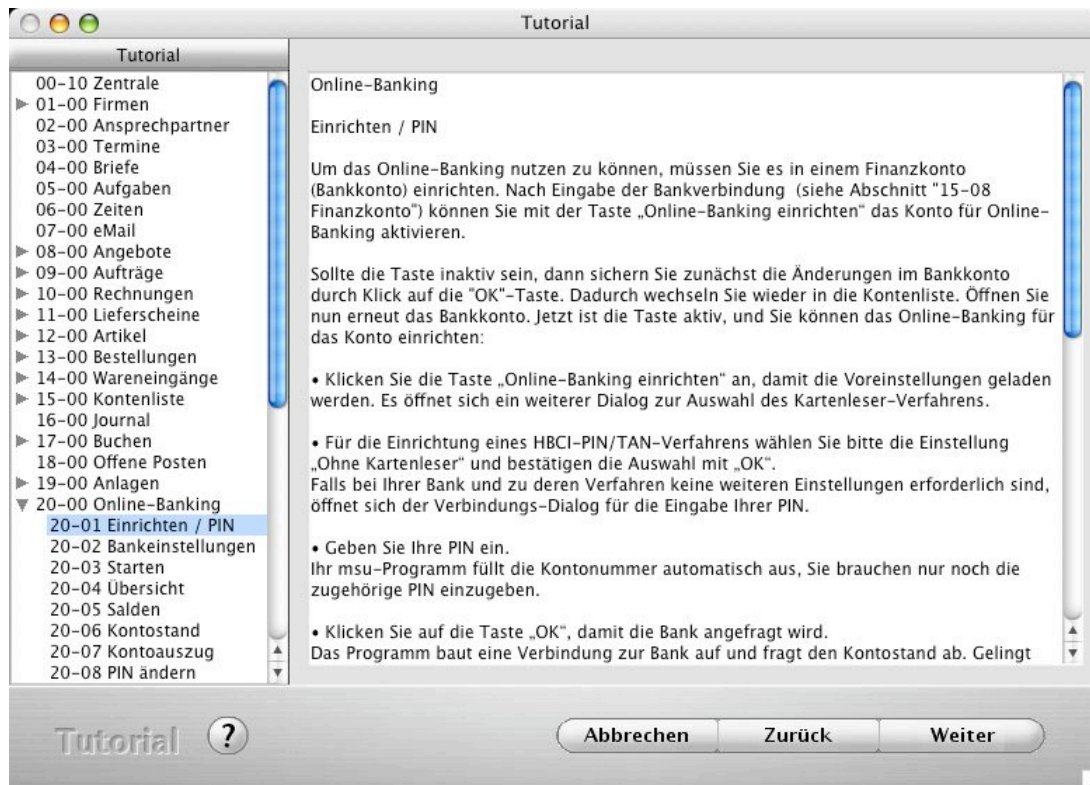 Tutorial
Tutorial
00-10 Zentrale
01-00 Firmen
02-00 Ansprechpartner
03-00 Termine
04-00 Briefe
05-00 Aufgaben
06-00 Zeiten
07-00 eMail
08-00 Angebote
09-00 Aufträge
10-00 Rechnungen
11-00 Lieferscheine
12-00 Artikel
13-00 Bestellungen
14-00 Wareneingänge
15-00 Kontenliste
16-00 Journal
17-00 Buchen
18-00 Offene Posten
19-00 Anlagen
20-00 Online-Banking
20-01 Einrichten / PIN
20-02 Bankeinstellungen
20-03 Starten
20-04 Übersicht
20-05 Salden
20-06 Kontostand
20-07 Kontoauszug
20-08 PIN ändern
Online-Banking
Einrichten / PIN
Um das Online-Banking nutzen zu können, müssen Sie es in einem Finanzkonto
(Bankkonto) einrichten. Nach Eingabe der Bankverbindung  (siehe Abschnitt "15-08
Finanzkonto") können Sie mit der Taste „Online-Banking einrichten“ das Konto für Online-
Banking aktivieren.
Sollte die Taste inaktiv sein, dann sichern Sie zunächst die Änderungen im Bankkonto
durch Klick auf die "OK"-Taste. Dadurch wechseln Sie wieder in die Kontenliste. Öffnen Sie
nun erneut das Bankkonto. Jetzt ist die Taste aktiv, und Sie können das Online-Banking für
das Konto einrichten:
• Klicken Sie die Taste „Online-Banking einrichten“ an, damit die Voreinstellungen geladen
werden. Es öffnet sich ein weiterer Dialog zur Auswahl des Kartenleser-Verfahrens.
• Für die Einrichtung eines HBCI-PIN/TAN-Verfahrens wählen Sie bitte die Einstellung
„Ohne Kartenleser“ und bestätigen die Auswahl mit „OK“.
Falls bei Ihrer Bank und zu deren Verfahren keine weiteren Einstellungen erforderlich sind,
öffnet sich der Verbindungs-Dialog für die Eingabe Ihrer PIN.
• Geben Sie Ihre PIN ein.
Ihr msu-Programm füllt die Kontonummer automatisch aus, Sie brauchen nur noch die
zugehörige PIN einzugeben.
• Klicken Sie auf die Taste „OK“, damit die Bank angefragt wird.
Das Programm baut eine Verbindung zur Bank auf und fragt den Kontostand ab. Gelingt
Tutorial
?
Abbrechen
Zurück
Weiter